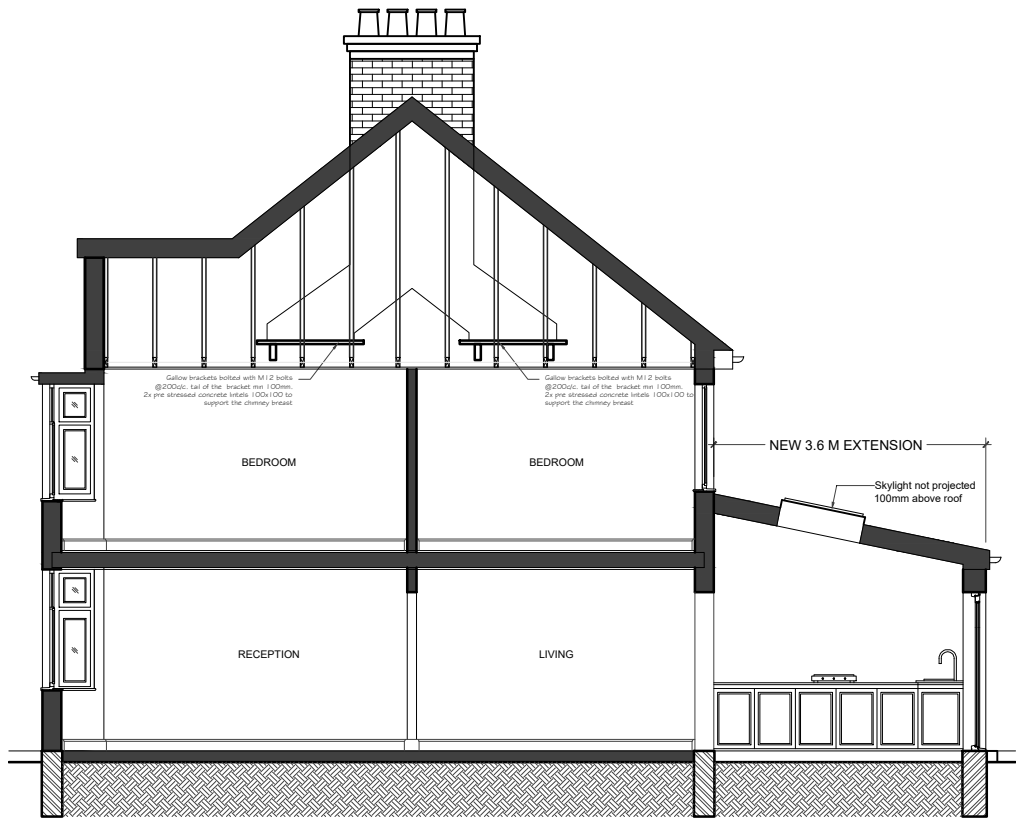 Gallow brackets bolted with M12 bolts
@200c/c. tail of the bracket min 100mm.
2x pre stressed concrete lintels 100x100 to
support the chimney breast
Gallow brackets bolted with M12 bolts
@200c/c. tail of the bracket min 100mm.
2x pre stressed concrete lintels 100x100 to
support the chimney breast
NEW 3.6 M EXTENSION
BEDROOM
BEDROOM
Skylight not projected
100mm above roof
RECEPTION
LIVING